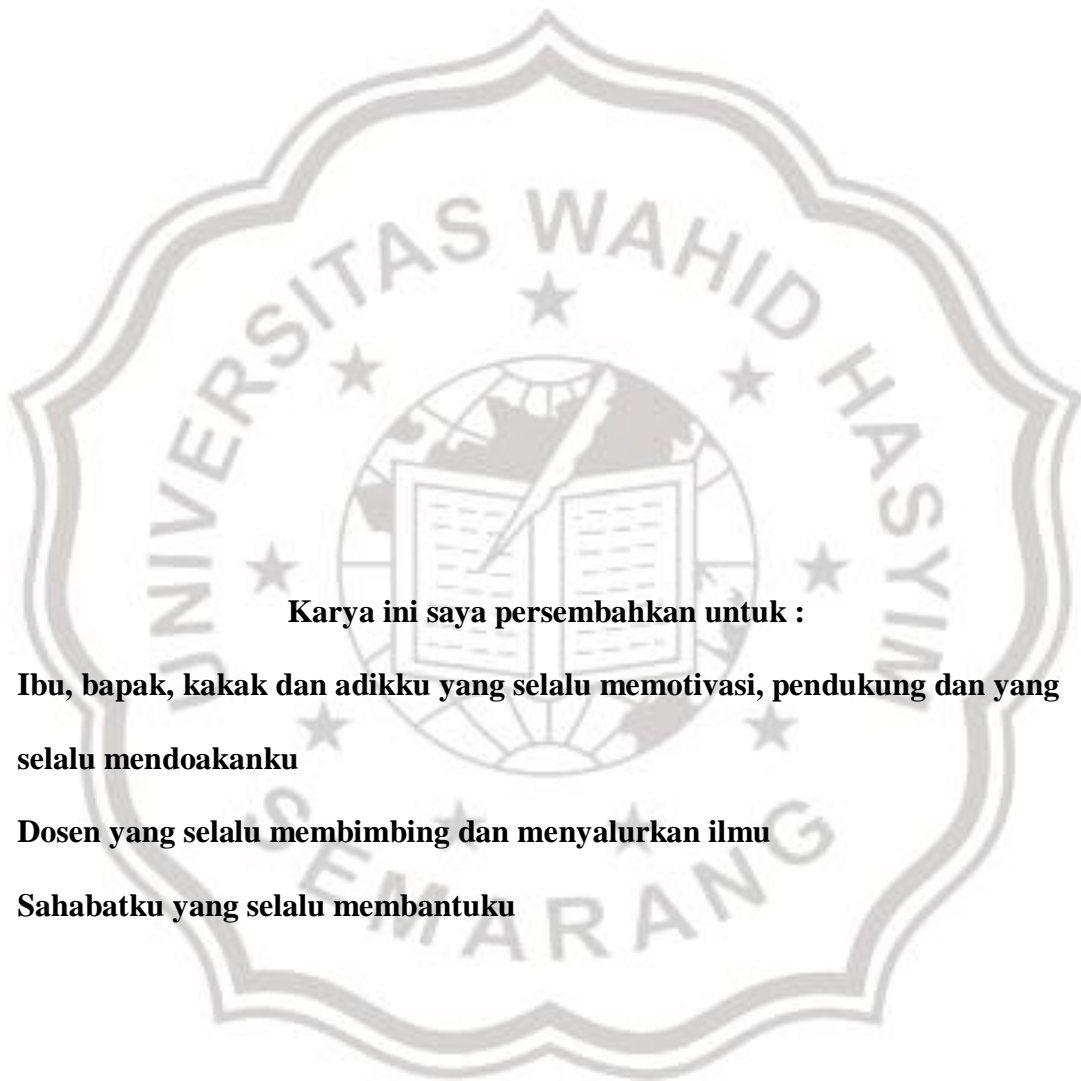 UNIVERSITAS WAHID HASYIM
Karya ini saya persembahkan untuk :
Ibu, bapak, kakak dan adikku yang selalu memotivasi, pendukung dan yang
selalu mendoakanku
Dosen yang selalu membimbing dan menyalurkan ilmu
Sahabatku yang selalu membantuku
SEMARANG